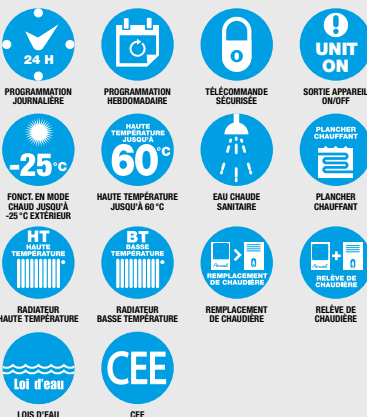 24 H
PROGRAMMATION
JOURNALIÈRE
PROGRAMMATION
HEBDOMADAIRE
TÉLÉCOMMANDE
SÉCURISÉE
UNIT
ON
SORTIE APPAREIL
ON/OFF
-25°C
FONCT. EN MODE
CHAUD JUSQU'À
-25°C EXTÉRIEUR
HAUTE
TEMPÉRATURE
JUSQU'À
60°C
HAUTE TEMPÉRATURE
JUSQU'À 60°C
EAU CHAUDE
SANITAIRE
PLANCHER
CHAUFFANT
PLANCHER
CHAUFFANT
HT
HAUTE
TEMPÉRATURE
RADIATEUR
HAUTE TEMPÉRATURE
BT
BASSE
TEMPÉRATURE
RADIATEUR
BASSE TEMPÉRATURE
REMPLACEMENT
DE CHAUDIÈRE
REMPLACEMENT
DE CHAUDIÈRE
+
RELÈVE DE
CHAUDIÈRE
RELÈVE DE
CHAUDIÈRE
Loi d'eau
LOIS D'EAU
CEE
CEE